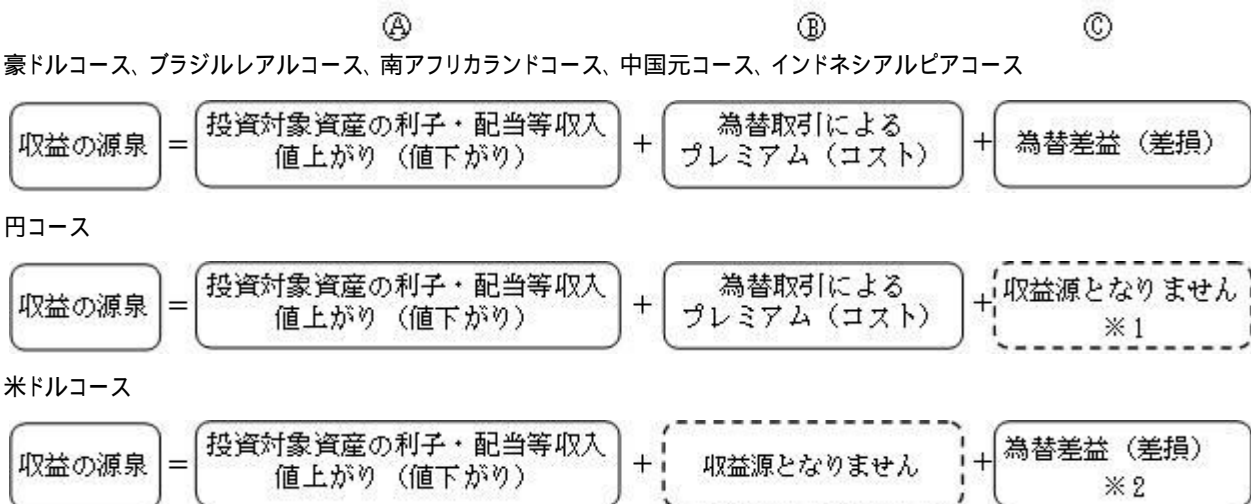 Ⓐ Ⓑ Ⓒ
豪ドルコース、ブラジルレアルコース、南アフリカランドコース、中国元コース、インドネシアルピアコース
収益の源泉 = 投資対象資産の利子・配当等収入 値上がり（値下がり） + 為替取引による プレミアム（コスト） + 為替差益（差損）
円コース
収益の源泉 = 投資対象資産の利子・配当等収入 値上がり（値下がり） + 為替取引による プレミアム（コスト） + 収益源となりません ※1
米ドルコース
収益の源泉 = 投資対象資産の利子・配当等収入 値上がり（値下がり） + 収益源となりません + 為替差益（差損） ※2